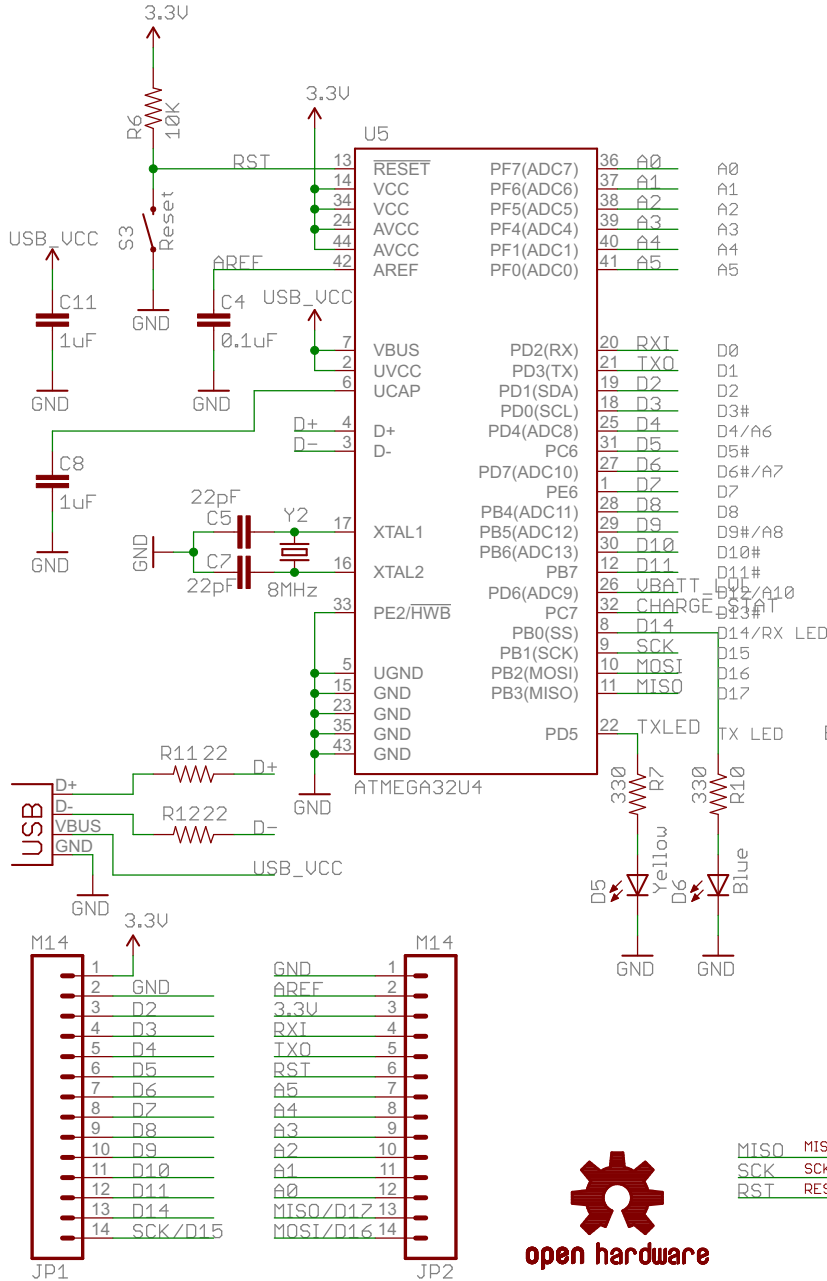 3.3V
R6
10K
3.3V
U5
RST
S3
Reset
USB_VCC
C11
1uF
GND
GND
AREF
C4
0.1uF
GND
USB_VCC
C8
1uF
GND
D+
D-
22pF
C5
Y2
C7
22pF
8MHz
GND
13 RESET
14 VCC
34 VCC
24 AVCC
44 AVCC
42 AREF
7 VBUS
2 UVCC
6 UCAP
4 D+
3 D-
17 XTAL1
16 XTAL2
33 PE2/HWB
5 UGND
15 GND
23 GND
35 GND
43 GND
GND
ATMEGA32U4
PF7(ADC7) 36 A0 A0
PF6(ADC6) 37 A1 A1
PF5(ADC5) 38 A2 A2
PF4(ADC4) 39 A3 A3
PF1(ADC1) 40 A4 A4
PF0(ADC0) 41 A5 A5
PD2(RX) 20 RXI D0
PD3(TX) 21 TXO D1
PD1(SDA) 19 D2 D2
PD0(SCL) 18 D3 D3#
PD4(ADC8) 25 D4 D4/A6
PC6 31 D5 D5#
PD7(ADC10) 27 D6 D6#/A7
PE6 1 D7 D7
PB4(ADC11) 28 D8 D8
PB5(ADC12) 29 D9 D9#/A8
PB6(ADC13) 30 D10 D10#
PB7 12 D11 D11#
PD6(ADC9) 26 VBATT_LVL D12/A10
PC7 32 CHARGE_STAT D13#
PB0(SS) 8 D14 D14/RX LED
PB1(SCK) 9 SCK D15
PB2(MOSI) 10 MOSI D16
PB3(MISO) 11 MISO D17
PD5 22 TXLED TX LED
330
R7
330
R10
D5
Yellow
D6
Blue
GND
GND
USB
D+
D-
VBUS
GND
R11 22 D+
R12 22 D-
USB_VCC
GND
M14
3.3V
1
2 GND
3 D2
4 D3
5 D4
6 D5
7 D6
8 D7
9 D8
10 D9
11 D10
12 D11
13 D14
14 SCK/D15
JP1
M14
GND 1
AREF 2
3.3V 3
RXI 4
TXO 5
RST 6
A5 7
A4 8
A3 9
A2 10
A1 11
A0 12
MISO/D17 13
MOSI/D16 14
JP2
open hardware
MISO MIS
SCK SCK
RST RES